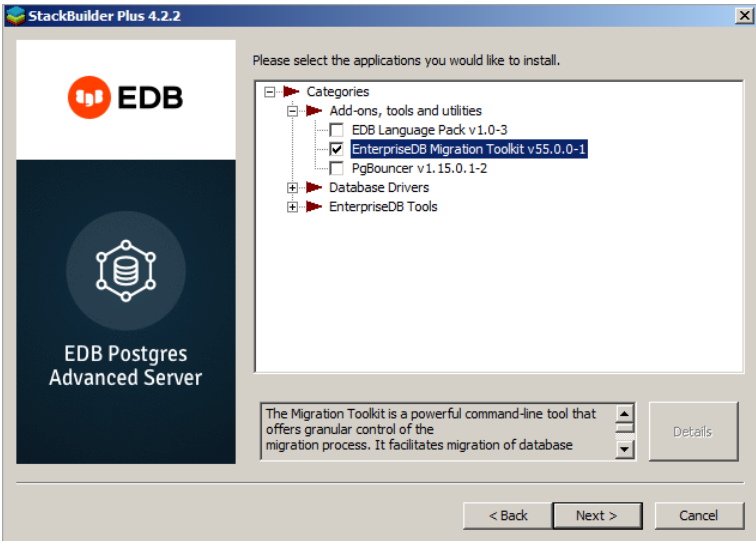 StackBuilder Plus 4.2.2
Please select the applications you would like to install.
EDB
Categories
Add-ons, tools and utilities
EDB Language Pack v1.0-3
EnterpriseDB Migration Toolkit v55.0.0-1
PgBouncer v1.15.0.1-2
Database Drivers
EnterpriseDB Tools
EDB Postgres
Advanced Server
The Migration Toolkit is a powerful command-line tool that
offers granular control of the
migration process. It facilitates migration of database
Details
< Back
Next >
Cancel